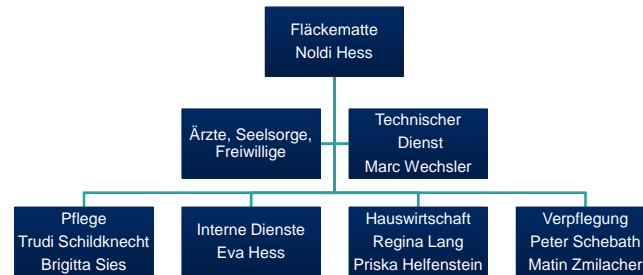 Fläckematte
Noldi Hess
Ärzte, Seelsorge,
Freiwillige
Technischer
Dienst
Marc Wechsler
Pflege
Trudi Schildknecht
Brigitta Sies
Interne Dienste
Eva Hess
Hauswirtschaft
Regina Lang
Priska Helfenstein
Verpflegung
Peter Schebath
Matin Zmilacher